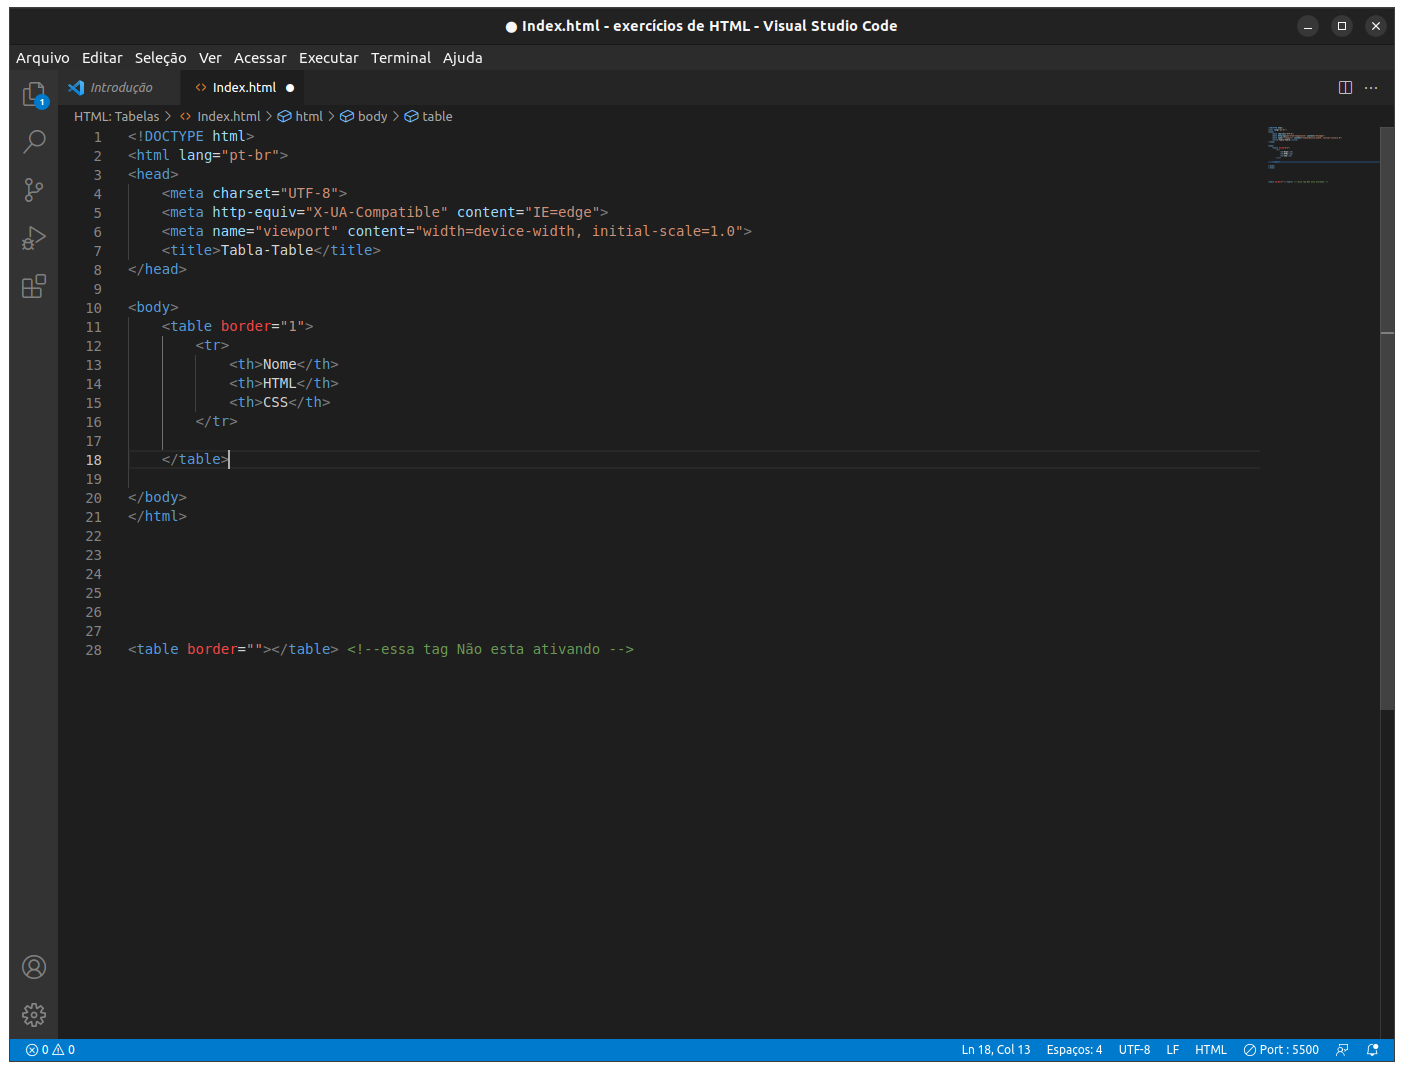 ● Index.html - exercícios de HTML - Visual Studio Code
Arquivo Editar Seleção Ver Acessar Executar Terminal Ajuda
Introdução Index.html
HTML: Tabelas > Index.html > html > body > table
1 <!DOCTYPE html>
2 <html lang="pt-br">
3 <head>
4 <meta charset="UTF-8">
5 <meta http-equiv="X-UA-Compatible" content="IE=edge">
6 <meta name="viewport" content="width=device-width, initial-scale=1.0">
7 <title>Tabla-Table</title>
8 </head>
9
10 <body>
11 <table border="1">
12 <tr>
13 <th>Nome</th>
14 <th>HTML</th>
15 <th>CSS</th>
16 </tr>
17
18 </table>
19
20 </body>
21 </html>
22
23
24
25
26
27
28 <table border=""></table> <!--essa tag Não esta ativando -->
1
0 0 Ln 18, Col 13 Espaços: 4 UTF-8 LF HTML Port : 5500